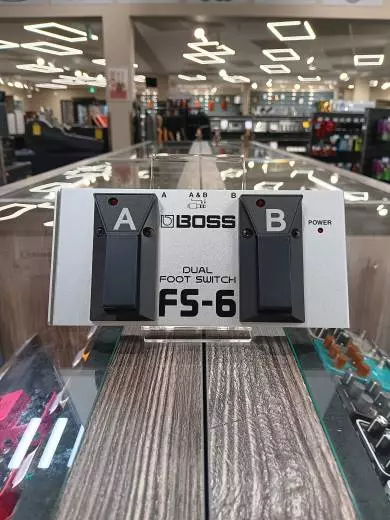 A A & B B
A BOSS B
POWER
DUAL
FOOT SWITCH
FS-6